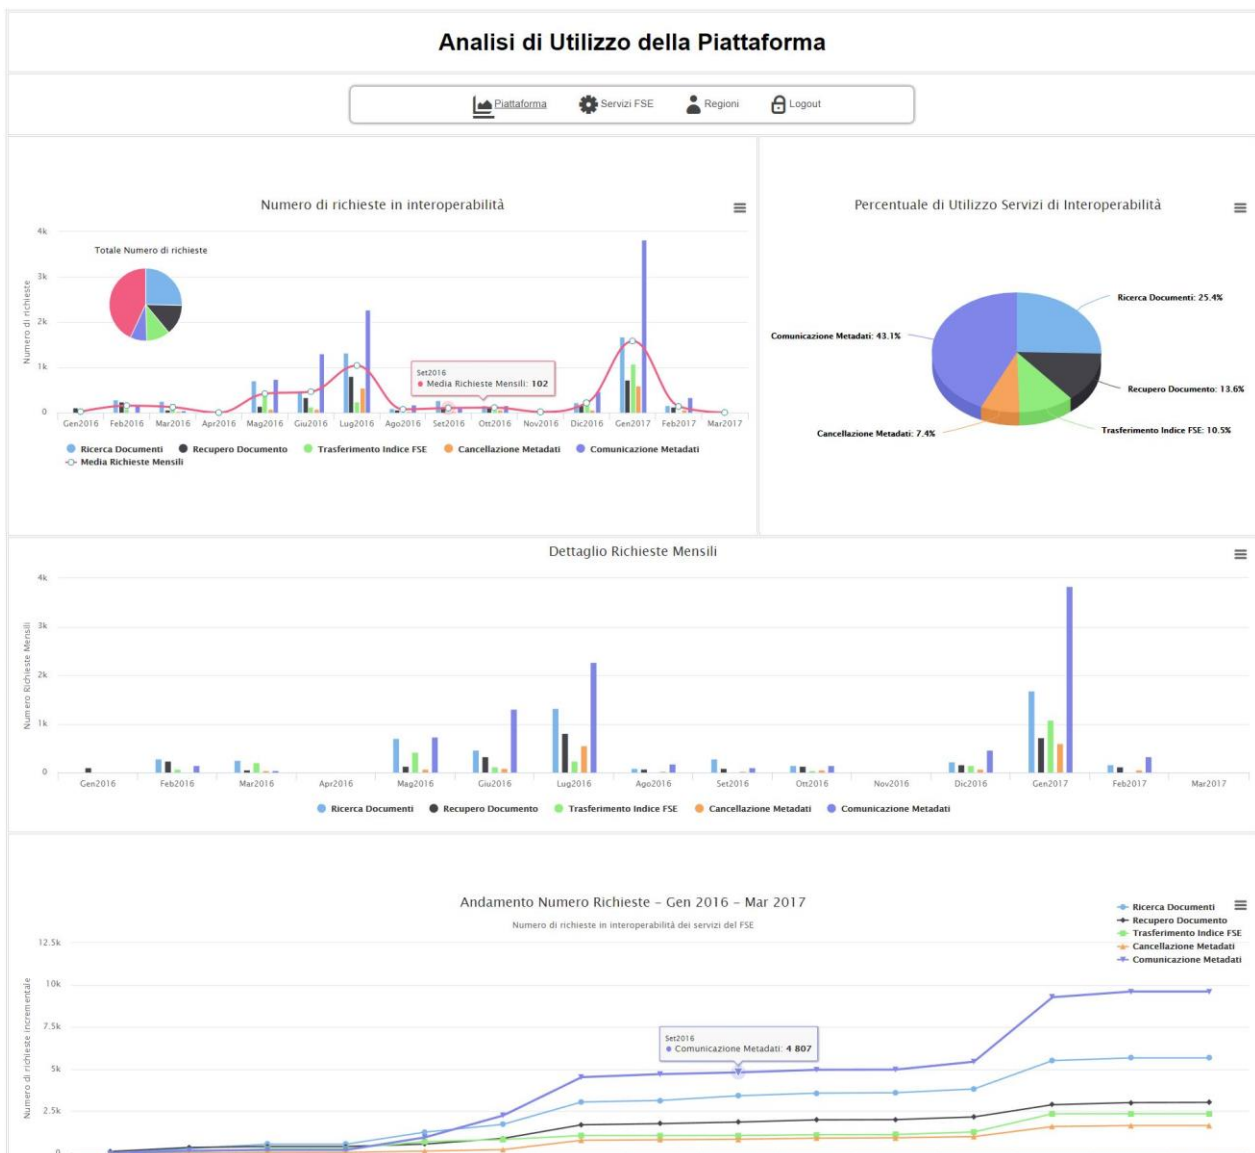 Analisi di Utilizzo della Piattaforma
Piattaforma Servizi FSE Regioni Logout
Numero di richieste in interoperabilità
Totale Numero di richieste
Numero di richieste
4k
3k
2k
1k
0
Set2016
Media Richieste Mensili: 102
Gen2016 Feb2016 Mar2016 Apr2016 Mag2016 Giu2016 Lug2016 Ago2016 Set2016 Ott2016 Nov2016 Dic2016 Gen2017 Feb2017 Mar2017
Ricerca Documenti Recupero Documento Trasferimento Indice FSE Cancellazione Metadati Comunicazione Metadati
Media Richieste Mensili
Percentuale di Utilizzo Servizi di Interoperabilità
Ricerca Documenti: 25.4%
Comunicazione Metadati: 43.1%
Recupero Documento: 13.6%
Trasferimento Indice FSE: 10.5%
Cancellazione Metadati: 7.4%
Dettaglio Richieste Mensili
Numero Richieste Mensili
4k
3k
2k
1k
0
Gen2016 Feb2016 Mar2016 Apr2016 Mag2016 Giu2016 Lug2016 Ago2016 Set2016 Ott2016 Nov2016 Dic2016 Gen2017 Feb2017 Mar2017
Ricerca Documenti Recupero Documento Trasferimento Indice FSE Cancellazione Metadati Comunicazione Metadati
Andamento Numero Richieste – Gen 2016 – Mar 2017
Numero di richieste in interoperabilità dei servizi del FSE
Ricerca Documenti
Recupero Documento
Trasferimento Indice FSE
Cancellazione Metadati
Comunicazione Metadati
Numero di richieste incrementale
12.5k
10k
7.5k
5k
2.5k
0
Set2016
Comunicazione Metadati: 4 807